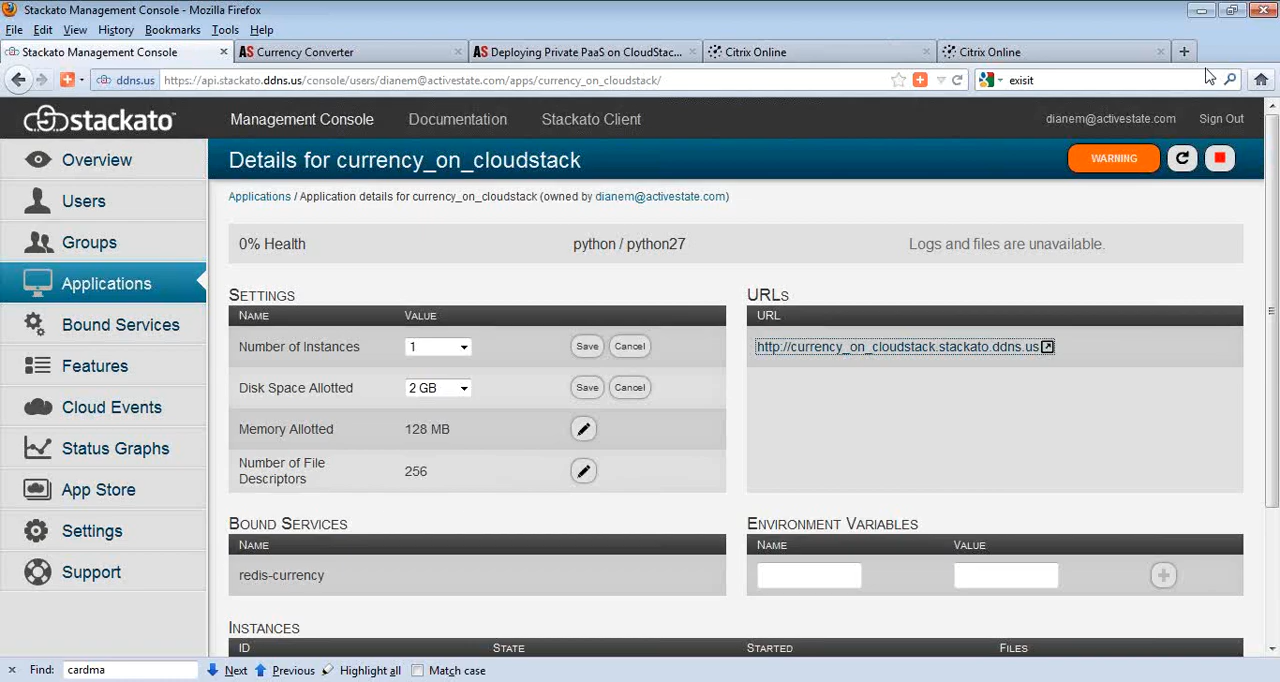 Stackato Management Console - Mozilla Firefox
File Edit View History Bookmarks Tools Help
Stackato Management Console × AS Currency Converter × AS Deploying Private PaaS on CloudStac... × Citrix Online × Citrix Online × +
ddns.us https://api.stackato.ddns.us/console/users/dianem@activestate.com/apps/currency_on_cloudstack/ exisit
stackato Management Console Documentation Stackato Client dianem@activestate.com Sign Out
Overview
Users
Groups
Applications
Bound Services
Features
Cloud Events
Status Graphs
App Store
Settings
Support
Details for currency_on_cloudstack WARNING
Applications / Application details for currency_on_cloudstack (owned by dianem@activestate.com)
0% Health python / python27 Logs and files are unavailable.
SETTINGS
NAME VALUE
Number of Instances 1 Save Cancel
Disk Space Allotted 2 GB Save Cancel
Memory Allotted 128 MB
Number of File
Descriptors 256
URLS
URL
http://currency_on_cloudstack.stackato.ddns.us
BOUND SERVICES
NAME
redis-currency
ENVIRONMENT VARIABLES
NAME VALUE
INSTANCES
ID STATE STARTED FILES
× Find: cardma Next Previous Highlight all Match case